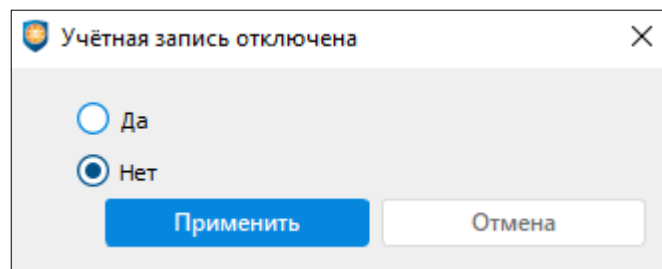 Учётная запись отключена
Да
Нет
Применить Отмена